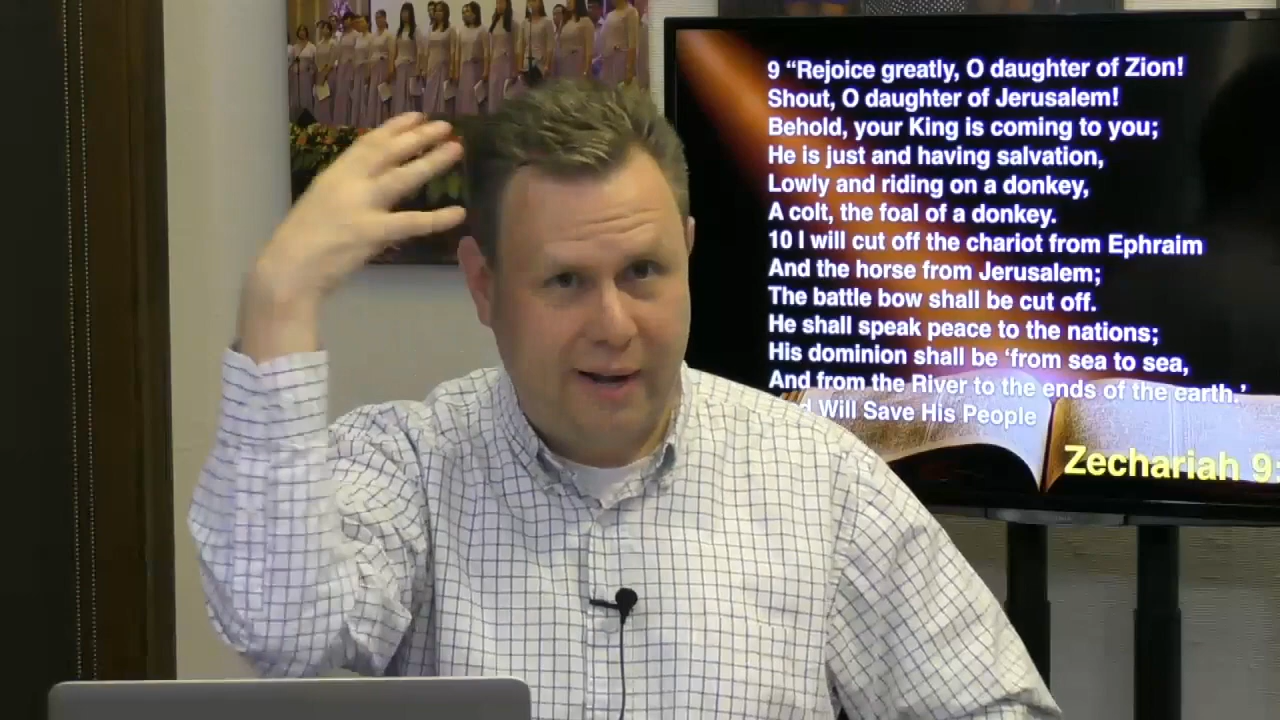 9 “Rejoice greatly, O daughter of Zion!
Shout, O daughter of Jerusalem!
Behold, your King is coming to you;
He is just and having salvation,
Lowly and riding on a donkey,
A colt, the foal of a donkey.
10 I will cut off the chariot from Ephraim
And the horse from Jerusalem;
The battle bow shall be cut off.
He shall speak peace to the nations;
His dominion shall be ‘from sea to sea,
And from the River to the ends of the earth.’
Will Save His People
Zechariah 9: